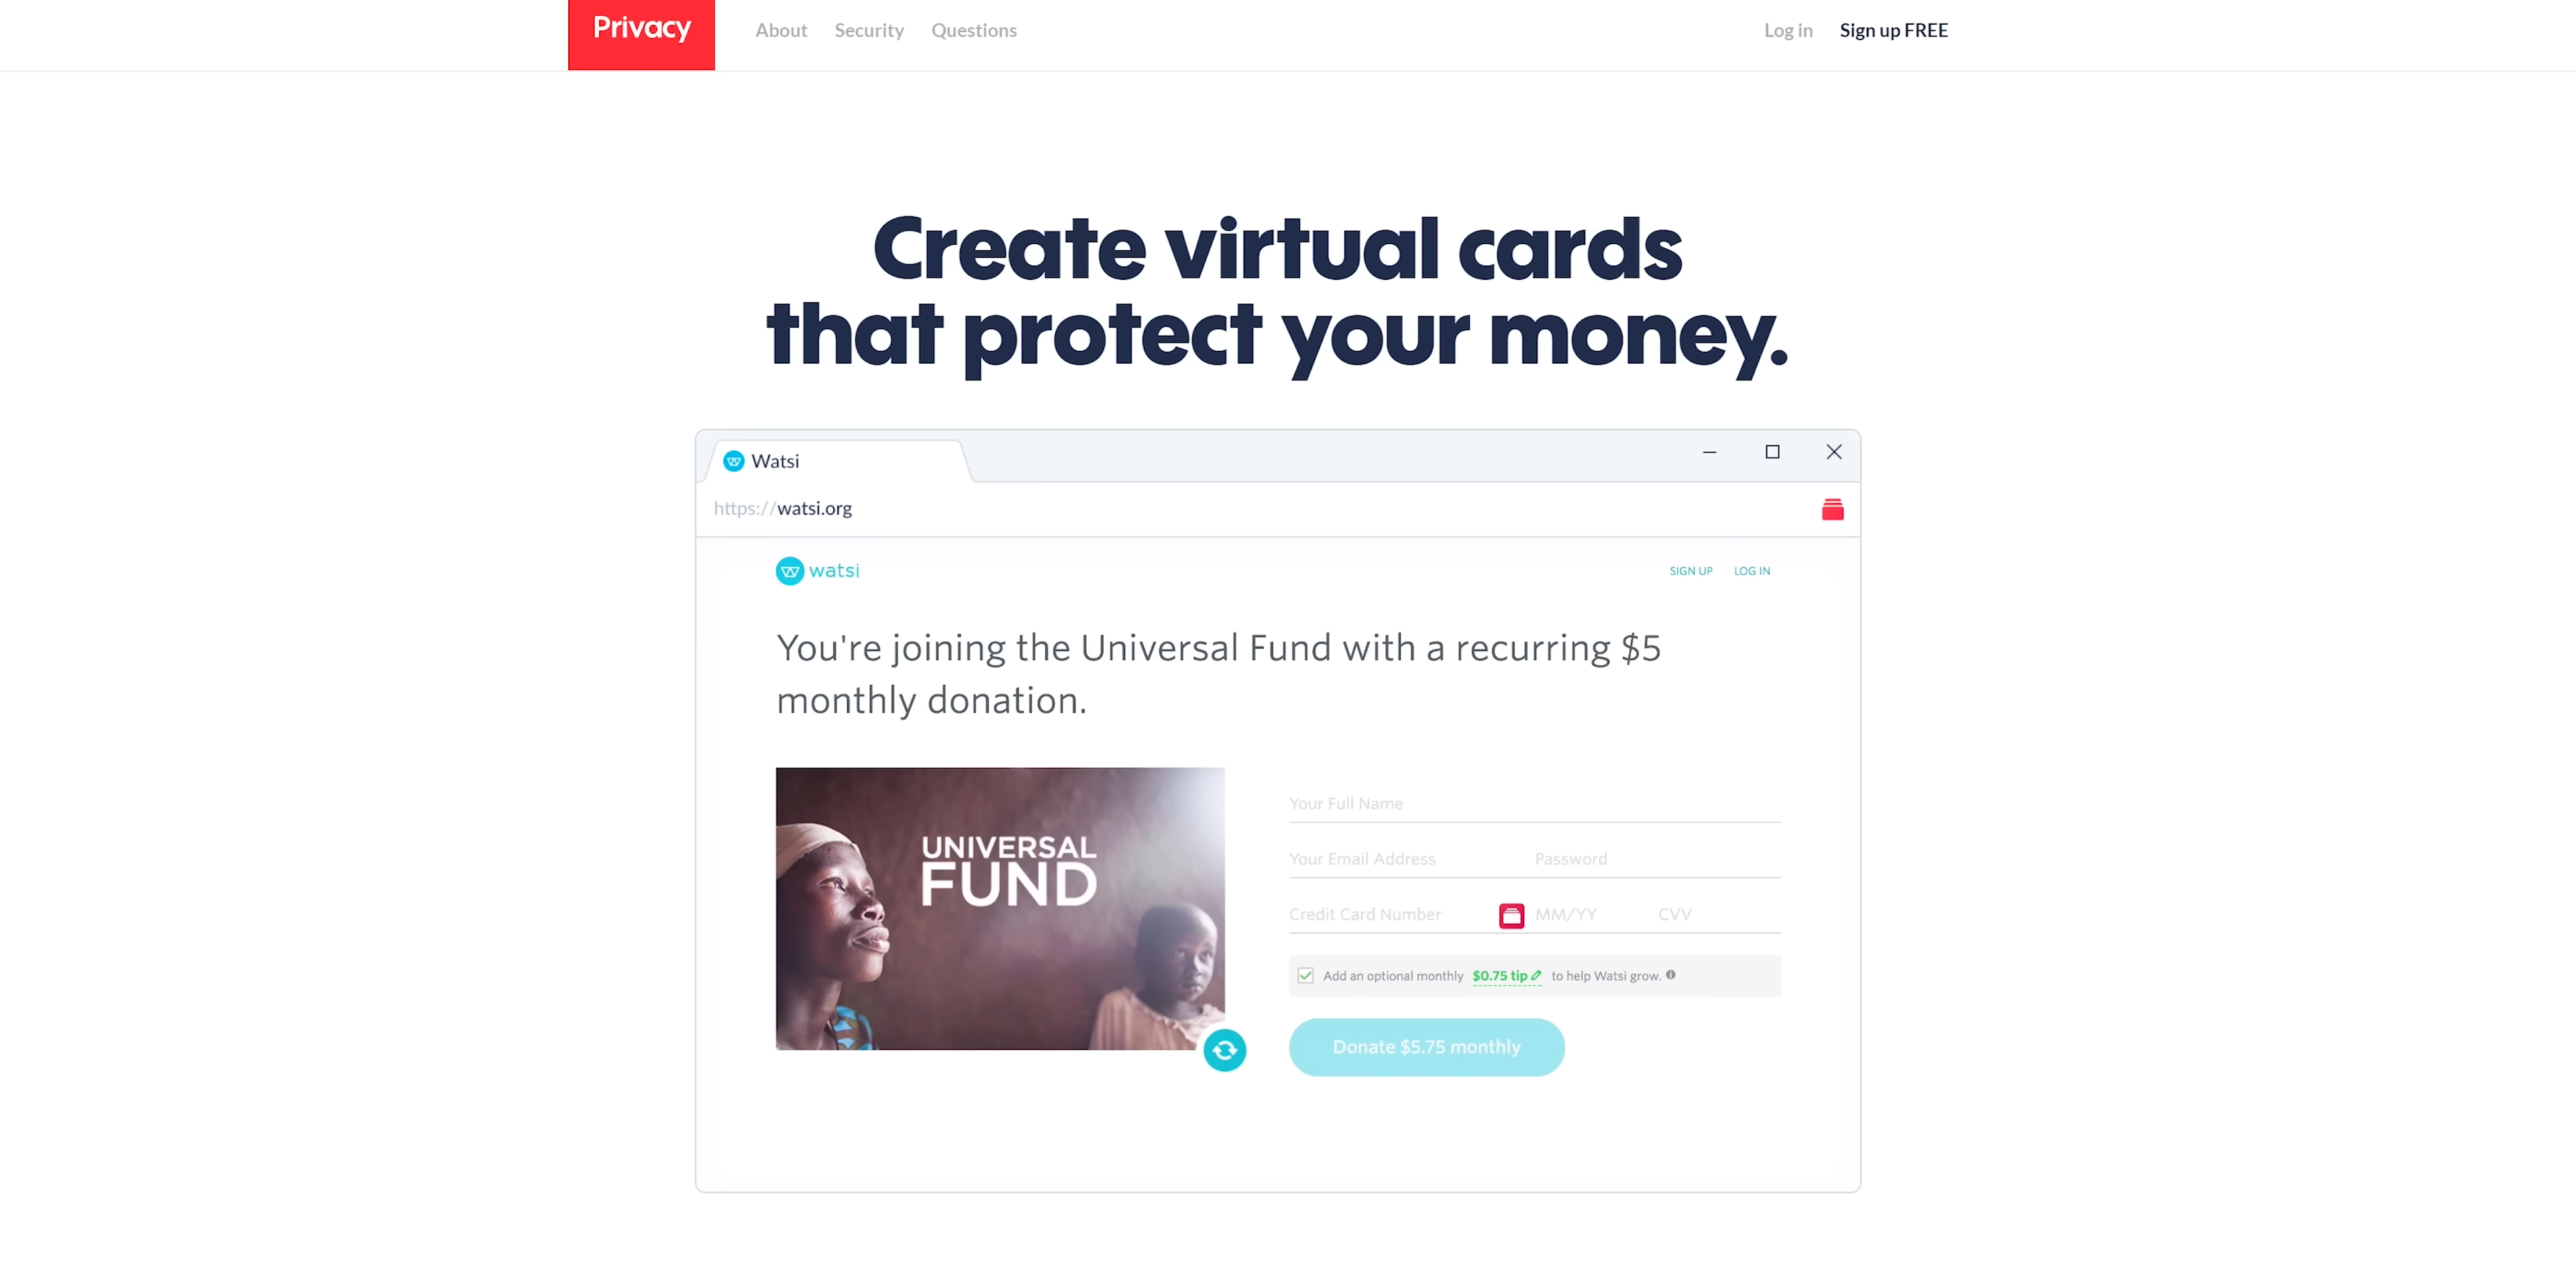 Privacy
About
Security
Questions
Log in
Sign up FREE
Create virtual cards
that protect your money.
Watsi
https://watsi.org
watsi
SIGN UP
LOG IN
You're joining the Universal Fund with a recurring $5
monthly donation.
UNIVERSAL
FUND
Your Full Name
Your Email Address
Password
Credit Card Number
MM/YY
CVV
Add an optional monthly $0.75 tip to help Watsi grow.
Donate $5.75 monthly